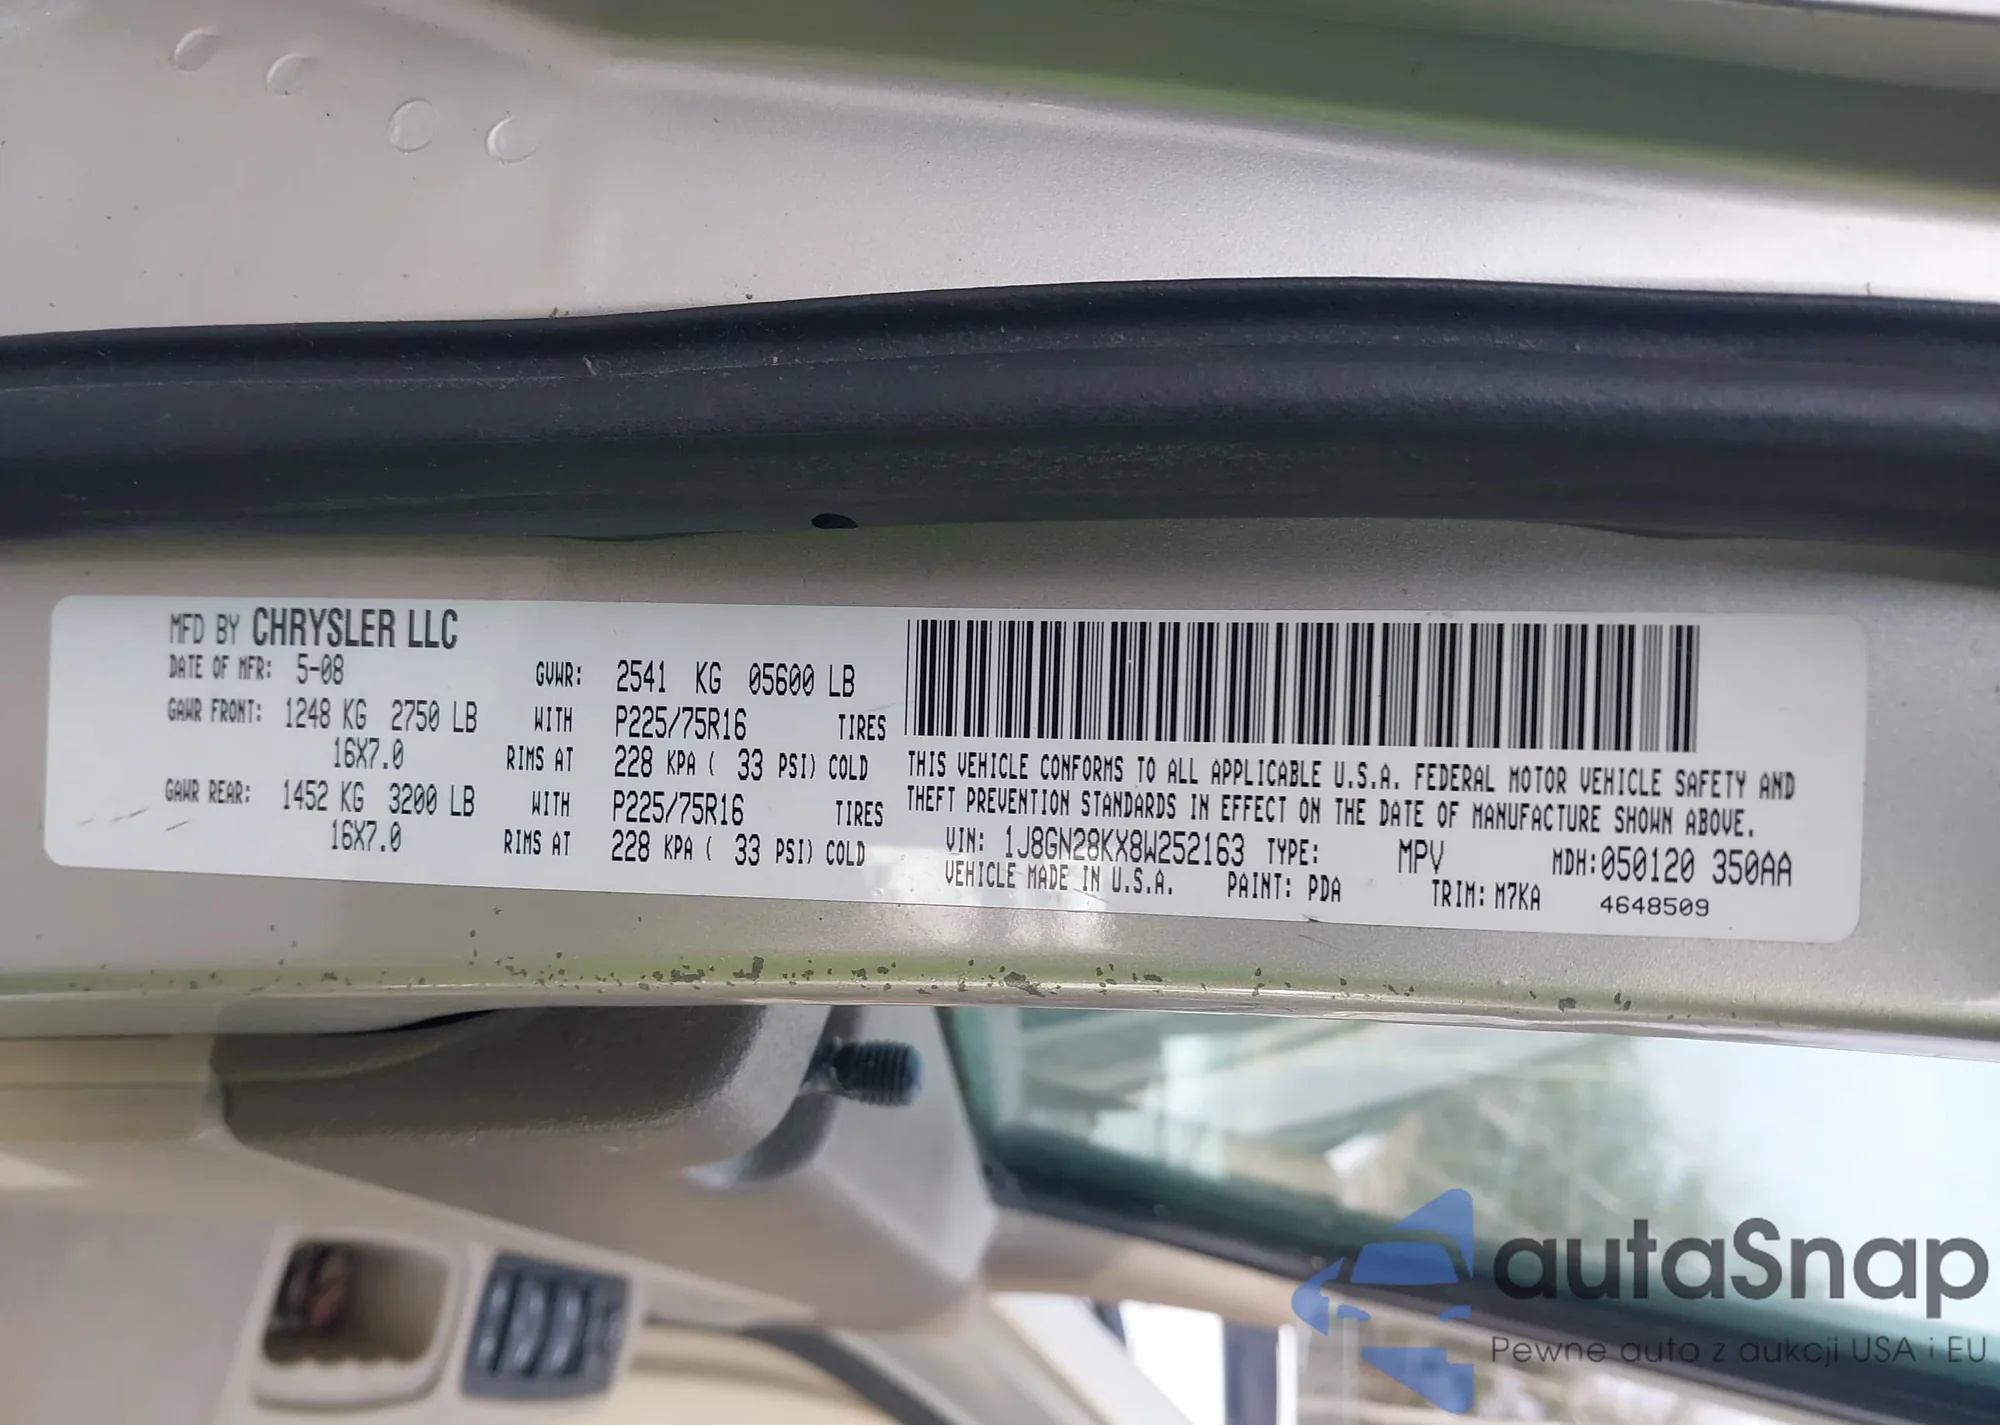 MFD BY CHRYSLER LLC
DATE OF MFR: 5-08 GVWR: 2541 KG 05600 LB
GAWR FRONT: 1248 KG 2750 LB WITH P225/75R16 TIRES
16X7.0 RIMS AT 228 KPA ( 33 PSI) COLD
GAWR REAR: 1452 KG 3200 LB WITH P225/75R16 TIRES
16X7.0 RIMS AT 228 KPA ( 33 PSI) COLD
THIS VEHICLE CONFORMS TO ALL APPLICABLE U.S.A. FEDERAL MOTOR VEHICLE SAFETY AND
THEFT PREVENTION STANDARDS IN EFFECT ON THE DATE OF MANUFACTURE SHOWN ABOVE.
VIN: 1J8GN28KX8W252163 TYPE: MPV MDH:050120 350AA
VEHICLE MADE IN U.S.A. PAINT: PDA TRIM: M7KA 4648509
autaSnap
Pewne auto z aukcji USA i EU